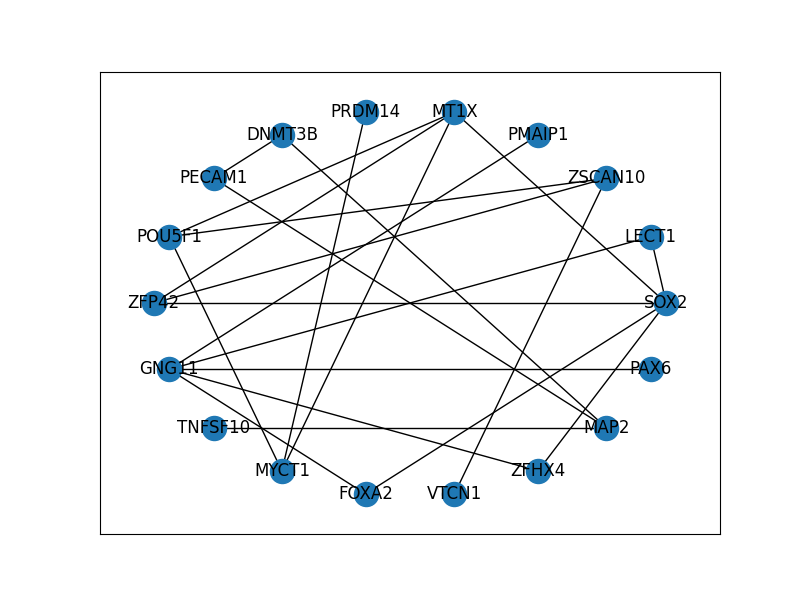 PRDM14 MT1X
DNMT3B PMAIP1
PECAM1 ZSCAN10
POU5F1 LECT1
ZFP42 SOX2
GNG11 PAX6
TNFSF10 MAP2
MYCT1 ZFHX4
FOXA2 VTCN1